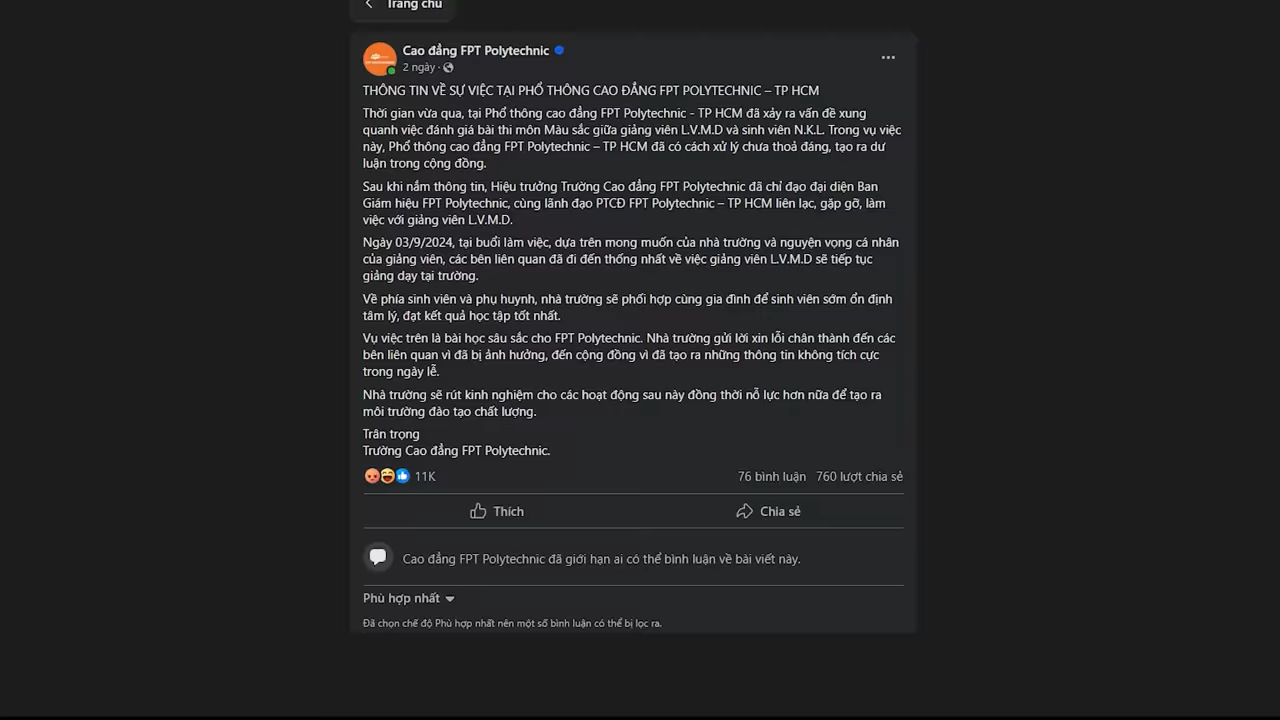 Trang chủ
Cao đẳng FPT Polytechnic
2 ngày ·
THÔNG TIN VỀ SỰ VIỆC TẠI PHỔ THÔNG CAO ĐẲNG FPT POLYTECHNIC – TP HCM
Thời gian vừa qua, tại Phổ thông cao đẳng FPT Polytechnic - TP HCM đã xảy ra vấn đề xung
quanh việc đánh giá bài thi môn Màu sắc giữa giảng viên L.V.M.D và sinh viên N.K.L. Trong vụ việc
này, Phổ thông cao đẳng FPT Polytechnic – TP HCM đã có cách xử lý chưa thoả đáng, tạo ra dư
luận trong cộng đồng.
Sau khi nắm thông tin, Hiệu trưởng Trường Cao đẳng FPT Polytechnic đã chỉ đạo đại diện Ban
Giám hiệu FPT Polytechnic, cùng lãnh đạo PTCĐ FPT Polytechnic – TP HCM liên lạc, gặp gỡ, làm
việc với giảng viên L.V.M.D.
Ngày 03/9/2024, tại buổi làm việc, dựa trên mong muốn của nhà trường và nguyện vọng cá nhân
của giảng viên, các bên liên quan đã đi đến thống nhất về việc giảng viên L.V.M.D sẽ tiếp tục
giảng dạy tại trường.
Về phía sinh viên và phụ huynh, nhà trường sẽ phối hợp cùng gia đình để sinh viên sớm ổn định
tâm lý, đạt kết quả học tập tốt nhất.
Vụ việc trên là bài học sâu sắc cho FPT Polytechnic. Nhà trường gửi lời xin lỗi chân thành đến các
bên liên quan vì đã bị ảnh hưởng, đến cộng đồng vì đã tạo ra những thông tin không tích cực
trong ngày lễ.
Nhà trường sẽ rút kinh nghiệm cho các hoạt động sau này đồng thời nỗ lực hơn nữa để tạo ra
môi trường đào tạo chất lượng.
Trân trọng
Trường Cao đẳng FPT Polytechnic.
11K 76 bình luận 760 lượt chia sẻ
Thích Chia sẻ
Cao đẳng FPT Polytechnic đã giới hạn ai có thể bình luận về bài viết này.
Phù hợp nhất
Đã chọn chế độ Phù hợp nhất nên một số bình luận có thể bị lọc ra.